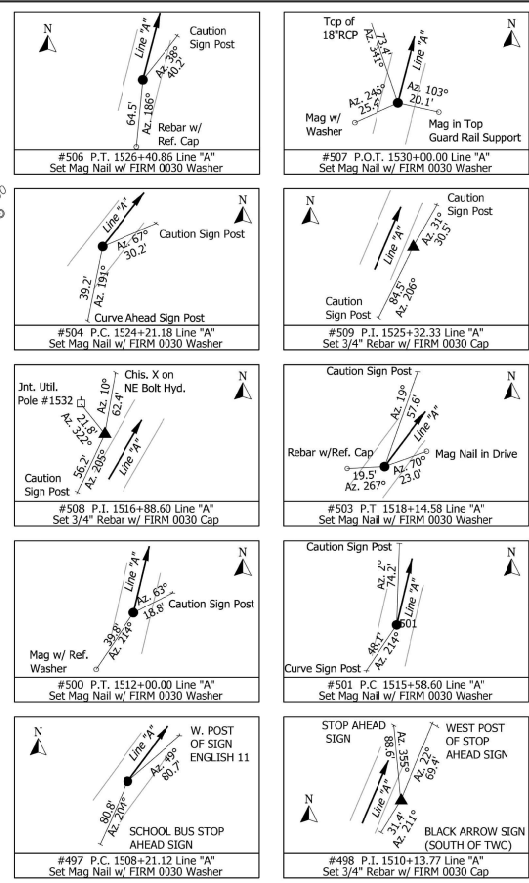 N
Line "A"
Caution
Sign Post
Az. 38°
40.2'
64.5'
Az. 186°
Rebar w/
Ref. Cap
#506 P.T. 1526+40.86 Line "A"
Set Mag Nail w/ FIRM 0030 Washer
Top of
18"RCP
73.4'
Az. 341°
Line "A"
N
Az. 246°
25.4'
Az. 103°
20.1'
Mag w/
Washer
Mag in Top
Guard Rail Support
#507 P.O.T. 1530+00.00 Line "A"
Set Mag Nail w/ FIRM 0030 Washer
Line "A"
N
Az. 67°
30.2'
Caution Sign Post
39.2'
Az. 191°
Curve Ahead Sign Post
#504 P.C. 1524+21.18 Line "A"
Set Mag Nail w/ FIRM 0030 Washer
N
Line "A"
Caution
Sign Post
Az. 31°
30.5'
84.5'
Az. 206°
Caution
Sign Post
#509 P.I. 1525+32.33 Line "A"
Set 3/4" Rebar w/ FIRM 0030 Cap
Jnt. Util.
Pole #1532
Chis. X on
NE Bolt Hyd.
N
Az. 10°
62.4'
21.8'
Az. 322°
56.2'
Az. 205°
Line "A"
Caution
Sign Post
#508 P.I. 1516+88.60 Line "A"
Set 3/4" Rebar w/ FIRM 0030 Cap
Caution Sign Post
N
Az. 19°
57.6'
Line "A"
Rebar w/Ref. Cap
Mag Nail in Drive
19.5'
Az. 267°
Az. 70°
23.0'
#503 P.T 1518+14.58 Line "A"
Set Mag Nail w/ FIRM 0030 Washer
N
Line "A"
Az. 63°
18.8'
Caution Sign Post
39.8'
Az. 214°
Mag w/ Ref.
Washer
#500 P.T. 1512+00.00 Line "A"
Set Mag Nail w/ FIRM 0030 Washer
Caution Sign Post
N
Az. 2°
74.2'
Line "A"
501
48.1'
Az. 214°
Curve Sign Post
#501 P.C 1515+58.60 Line "A"
Set Mag Nail w/ FIRM 0030 Washer
N
Line "A"
W. POST
OF SIGN
ENGLISH 11
Az. 49°
80.7'
80.8'
Az. 204°
SCHOOL BUS STOP
AHEAD SIGN
#497 P.C. 1508+21.12 Line "A"
Set Mag Nail w/ FIRM 0030 Washer
STOP AHEAD
SIGN
88.6'
Az. 355°
WEST POST
OF STOP
AHEAD SIGN
Az. 22°
69.4'
N
Line "A"
31.4'
Az. 211°
BLACK ARROW SIGN
(SOUTH OF TWC)
#498 P.I. 1510+13.77 Line "A"
Set 3/4" Rebar w/ FIRM 0030 Cap